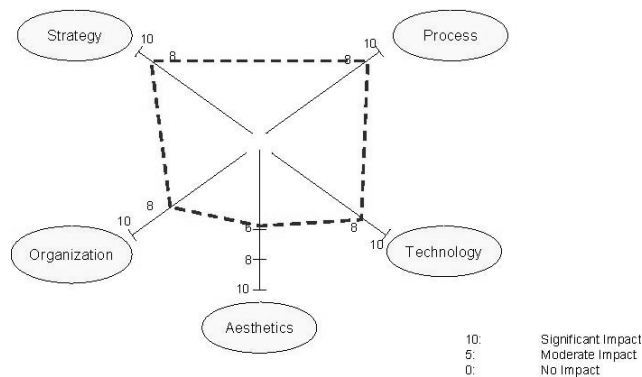 Strategy
10
8
10
8
Process
8
10
Organization
6
8
10
Aesthetics
8
10
Technology
10: Significant Impact
5: Moderate Impact
0: No Impact